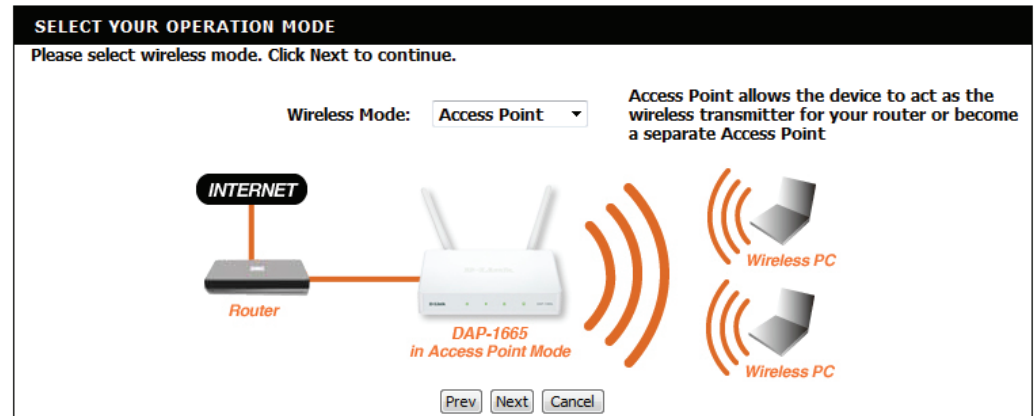 SELECT YOUR OPERATION MODE
Please select wireless mode. Click Next to continue.
Wireless Mode:
Access Point
Access Point allows the device to act as the
wireless transmitter for your router or become
a separate Access Point
INTERNET
Router
D-Link
D-Link
DAP-1665
in Access Point Mode
Wireless PC
Wireless PC
Prev
Next
Cancel